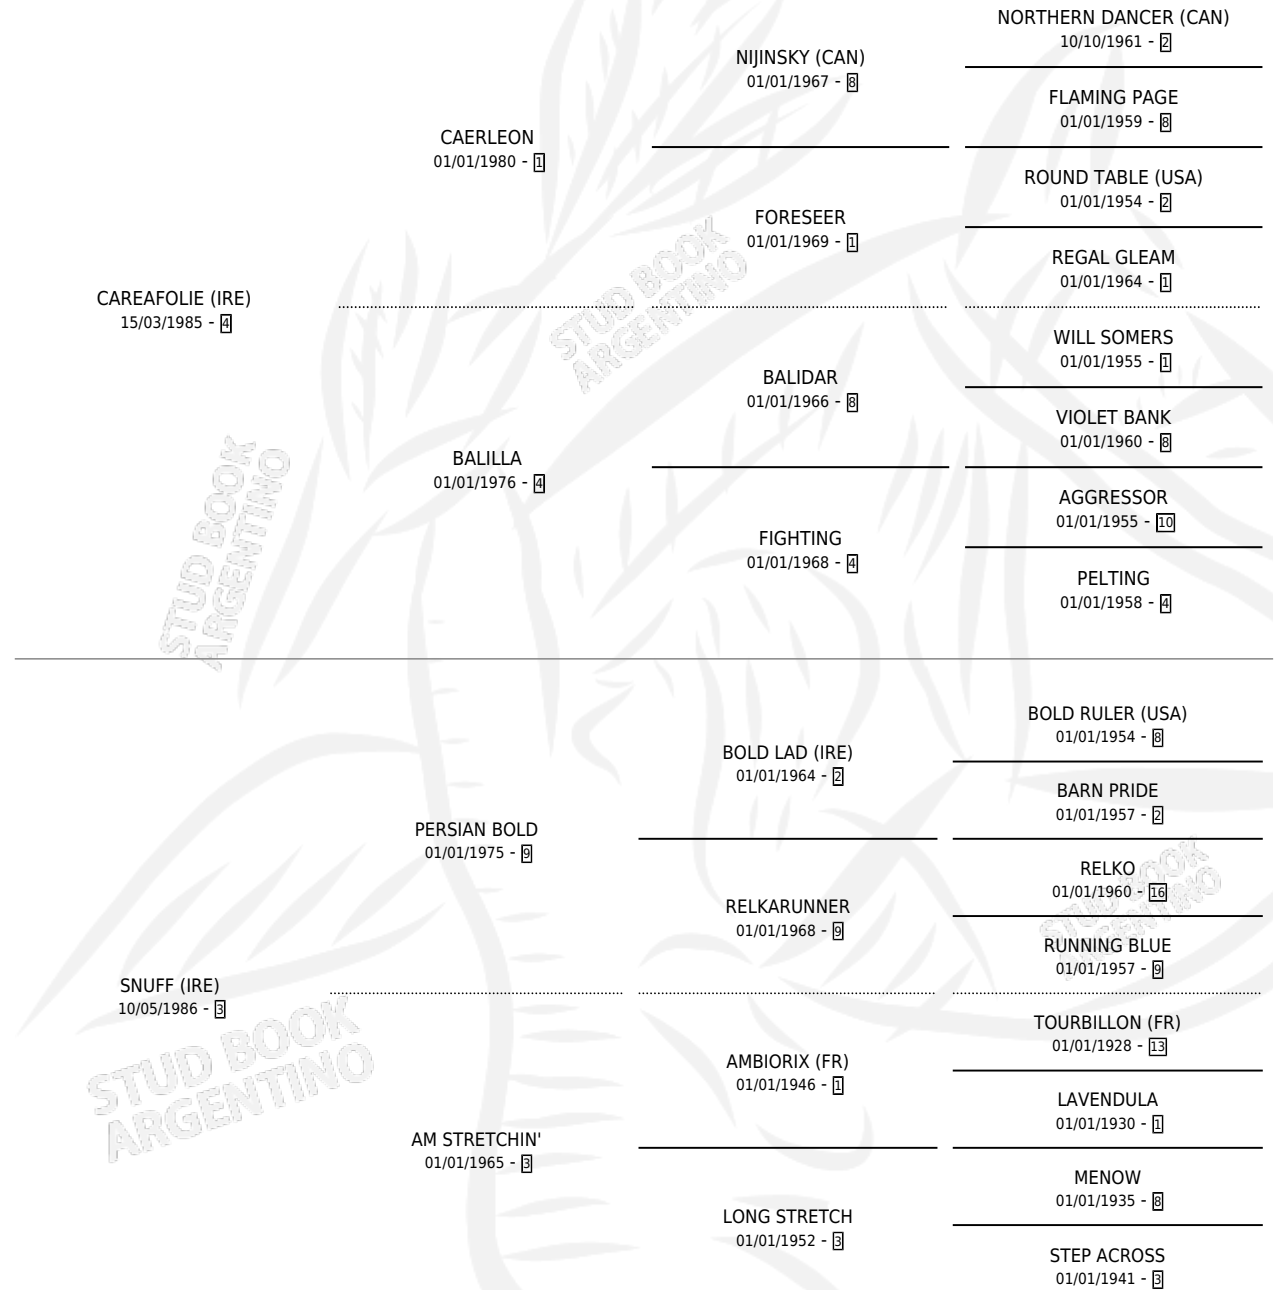 NORTHERN DANCER (CAN)
10/10/1961 - 2
NIJINSKY (CAN)
01/01/1967 - 8
FLAMING PAGE
01/01/1959 - 8
CAERLEON
01/01/1980 - 1
ROUND TABLE (USA)
01/01/1954 - 2
FORESEER
01/01/1969 - 1
REGAL GLEAM
01/01/1964 - 1
CAREAFOLIE (IRE)
15/03/1985 - 4
WILL SOMERS
01/01/1955 - 1
BALIDAR
01/01/1966 - 8
VIOLET BANK
01/01/1960 - 8
BALILLA
01/01/1976 - 4
AGGRESSOR
01/01/1955 - 10
FIGHTING
01/01/1968 - 4
PELTING
01/01/1958 - 4
STUD BOOK
ARGENTINO
STUD BOOK
ARGENTINO
BOLD RULER (USA)
01/01/1954 - 8
BOLD LAD (IRE)
01/01/1964 - 2
BARN PRIDE
01/01/1957 - 2
PERSIAN BOLD
01/01/1975 - 9
RELKO
01/01/1960 - 16
RELKARUNNER
01/01/1968 - 9
RUNNING BLUE
01/01/1957 - 9
SNUFF (IRE)
10/05/1986 - 3
TOURBILLON (FR)
01/01/1928 - 13
AMBIORIX (FR)
01/01/1946 - 1
LAVENDULA
01/01/1930 - 1
AM STRETCHIN'
01/01/1965 - 3
MENOW
01/01/1935 - 8
LONG STRETCH
01/01/1952 - 3
STEP ACROSS
01/01/1941 - 3
STUD BOOK
ARGENTINO
STUD BOOK
ARGENTINO